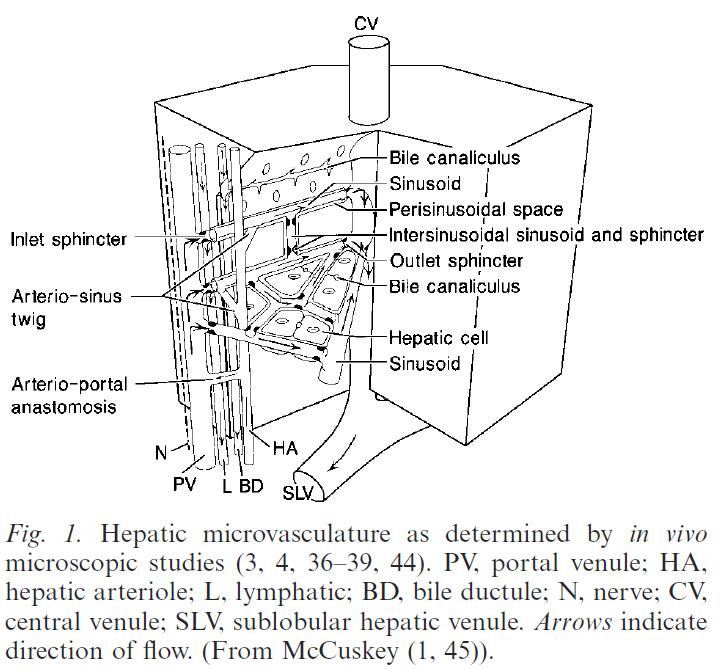 CV
Bile canaliculus
Sinusoid
Perisinusoidal space
Inlet sphincter
Intersinusoidal sinusoid and sphincter
Outlet sphincter
Arterio-sinus
twig
Bile canaliculus
Hepatic cell
Sinusoid
Arterio-portal
anastomosis
N
HA
PV
L
BD
SLV
Fig. 1. Hepatic microvasculature as determined by in vivo
microscopic studies (3, 4, 36–39, 44). PV, portal venule; HA,
hepatic arteriole; L, lymphatic; BD, bile ductule; N, nerve; CV,
central venule; SLV, sublobular hepatic venule. Arrows indicate
direction of flow. (From McCuskey (1, 45)).